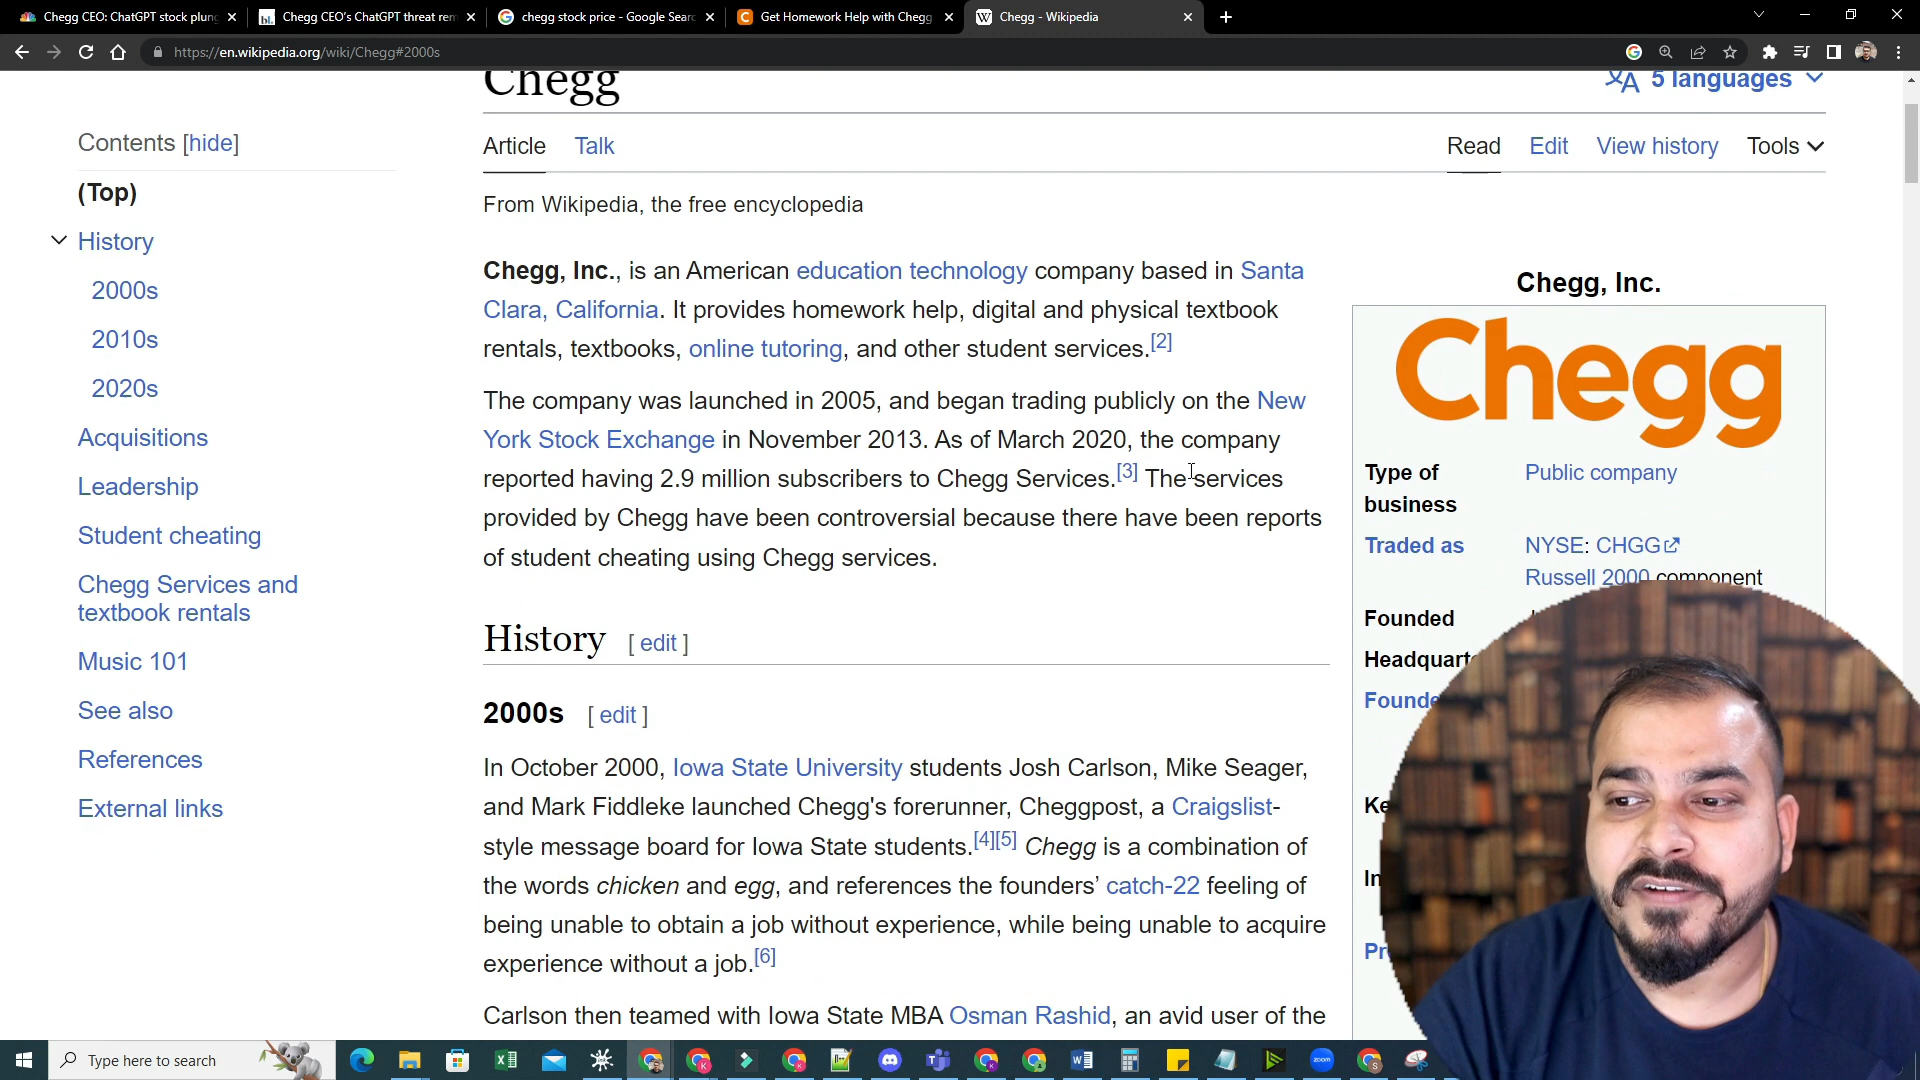 Chegg CEO: ChatGPT stock plun
Chegg CEO's ChatGPT threat rem
chegg stock price - Google Sear
Get Homework Help with Chegg
Chegg - Wikipedia
https://en.wikipedia.org/wiki/Chegg#2000s
Chegg
5 languages
Contents [hide]
Article
Talk
Read
Edit
View history
Tools
(Top)
From Wikipedia, the free encyclopedia
History
2000s
2010s
2020s
Acquisitions
Leadership
Student cheating
Chegg Services and
textbook rentals
Music 101
See also
References
External links
Chegg, Inc., is an American education technology company based in Santa
Clara, California. It provides homework help, digital and physical textbook
rentals, textbooks, online tutoring, and other student services.[2]
The company was launched in 2005, and began trading publicly on the New
York Stock Exchange in November 2013. As of March 2020, the company
reported having 2.9 million subscribers to Chegg Services.[3] The services
provided by Chegg have been controversial because there have been reports
of student cheating using Chegg services.
History [ edit ]
2000s [ edit ]
In October 2000, Iowa State University students Josh Carlson, Mike Seager,
and Mark Fiddleke launched Chegg's forerunner, Cheggpost, a Craigslist-
style message board for Iowa State students.[4][5] Chegg is a combination of
the words chicken and egg, and references the founders' catch-22 feeling of
being unable to obtain a job without experience, while being unable to acquire
experience without a job.[6]
Carlson then teamed with Iowa State MBA Osman Rashid, an avid user of the
Chegg, Inc.
Chegg
Type of
business
Public company
Traded as
NYSE: CHGG
Russell 2000 component
Founded
Headquart
Founde
Ke
In
Pr
Type here to search
zoom